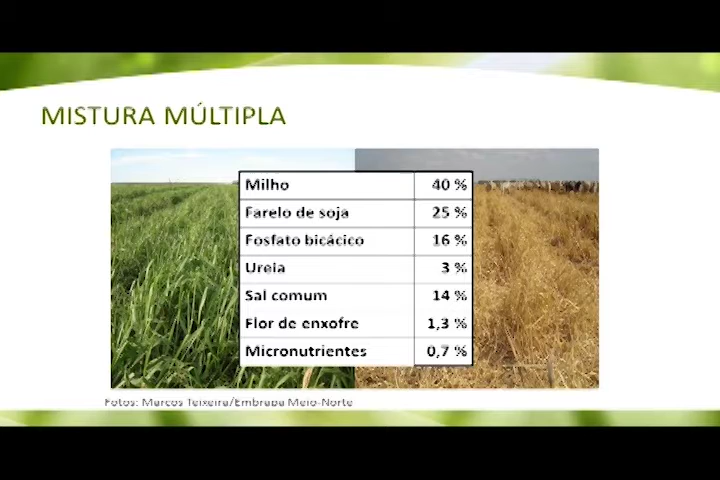 MISTURA MÚLTIPLA
Milho 40 %
Farelo de soja 25 %
Fosfato bicácico 16 %
Ureia 3 %
Sal comum 14 %
Flor de enxofre 1,3 %
Micronutrientes 0,7 %
Fotos: Marcos Teixeira/Embrapa Meio-Norte